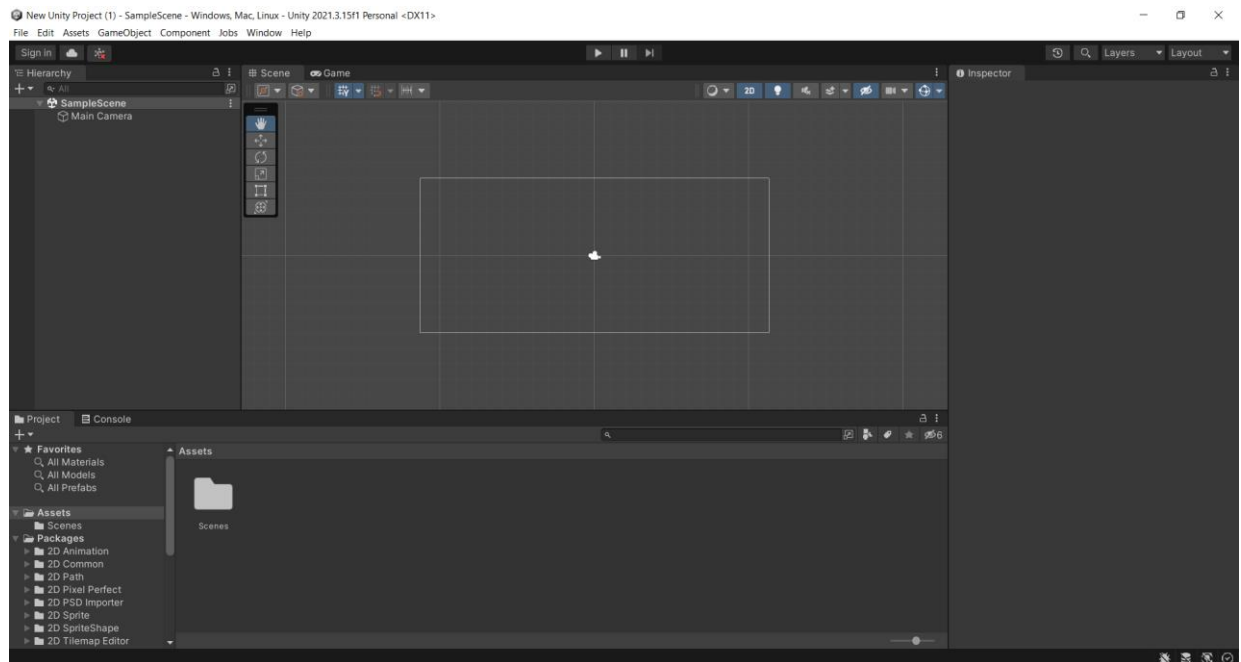 New Unity Project (1) - SampleScene - Windows, Mac, Linux - Unity 2021.3.15f1 Personal <DX11>
File Edit Assets GameObject Component Jobs Window Help
Sign in Layers Layout
Hierarchy
All
SampleScene
Main Camera
Scene Game
2D
Inspector
Project Console
6
Favorites
All Materials
All Models
All Prefabs
Assets
Scenes
Packages
2D Animation
2D Common
2D Path
2D Pixel Perfect
2D PSD Importer
2D Sprite
2D SpriteShape
2D Tilemap Editor
Assets
Scenes